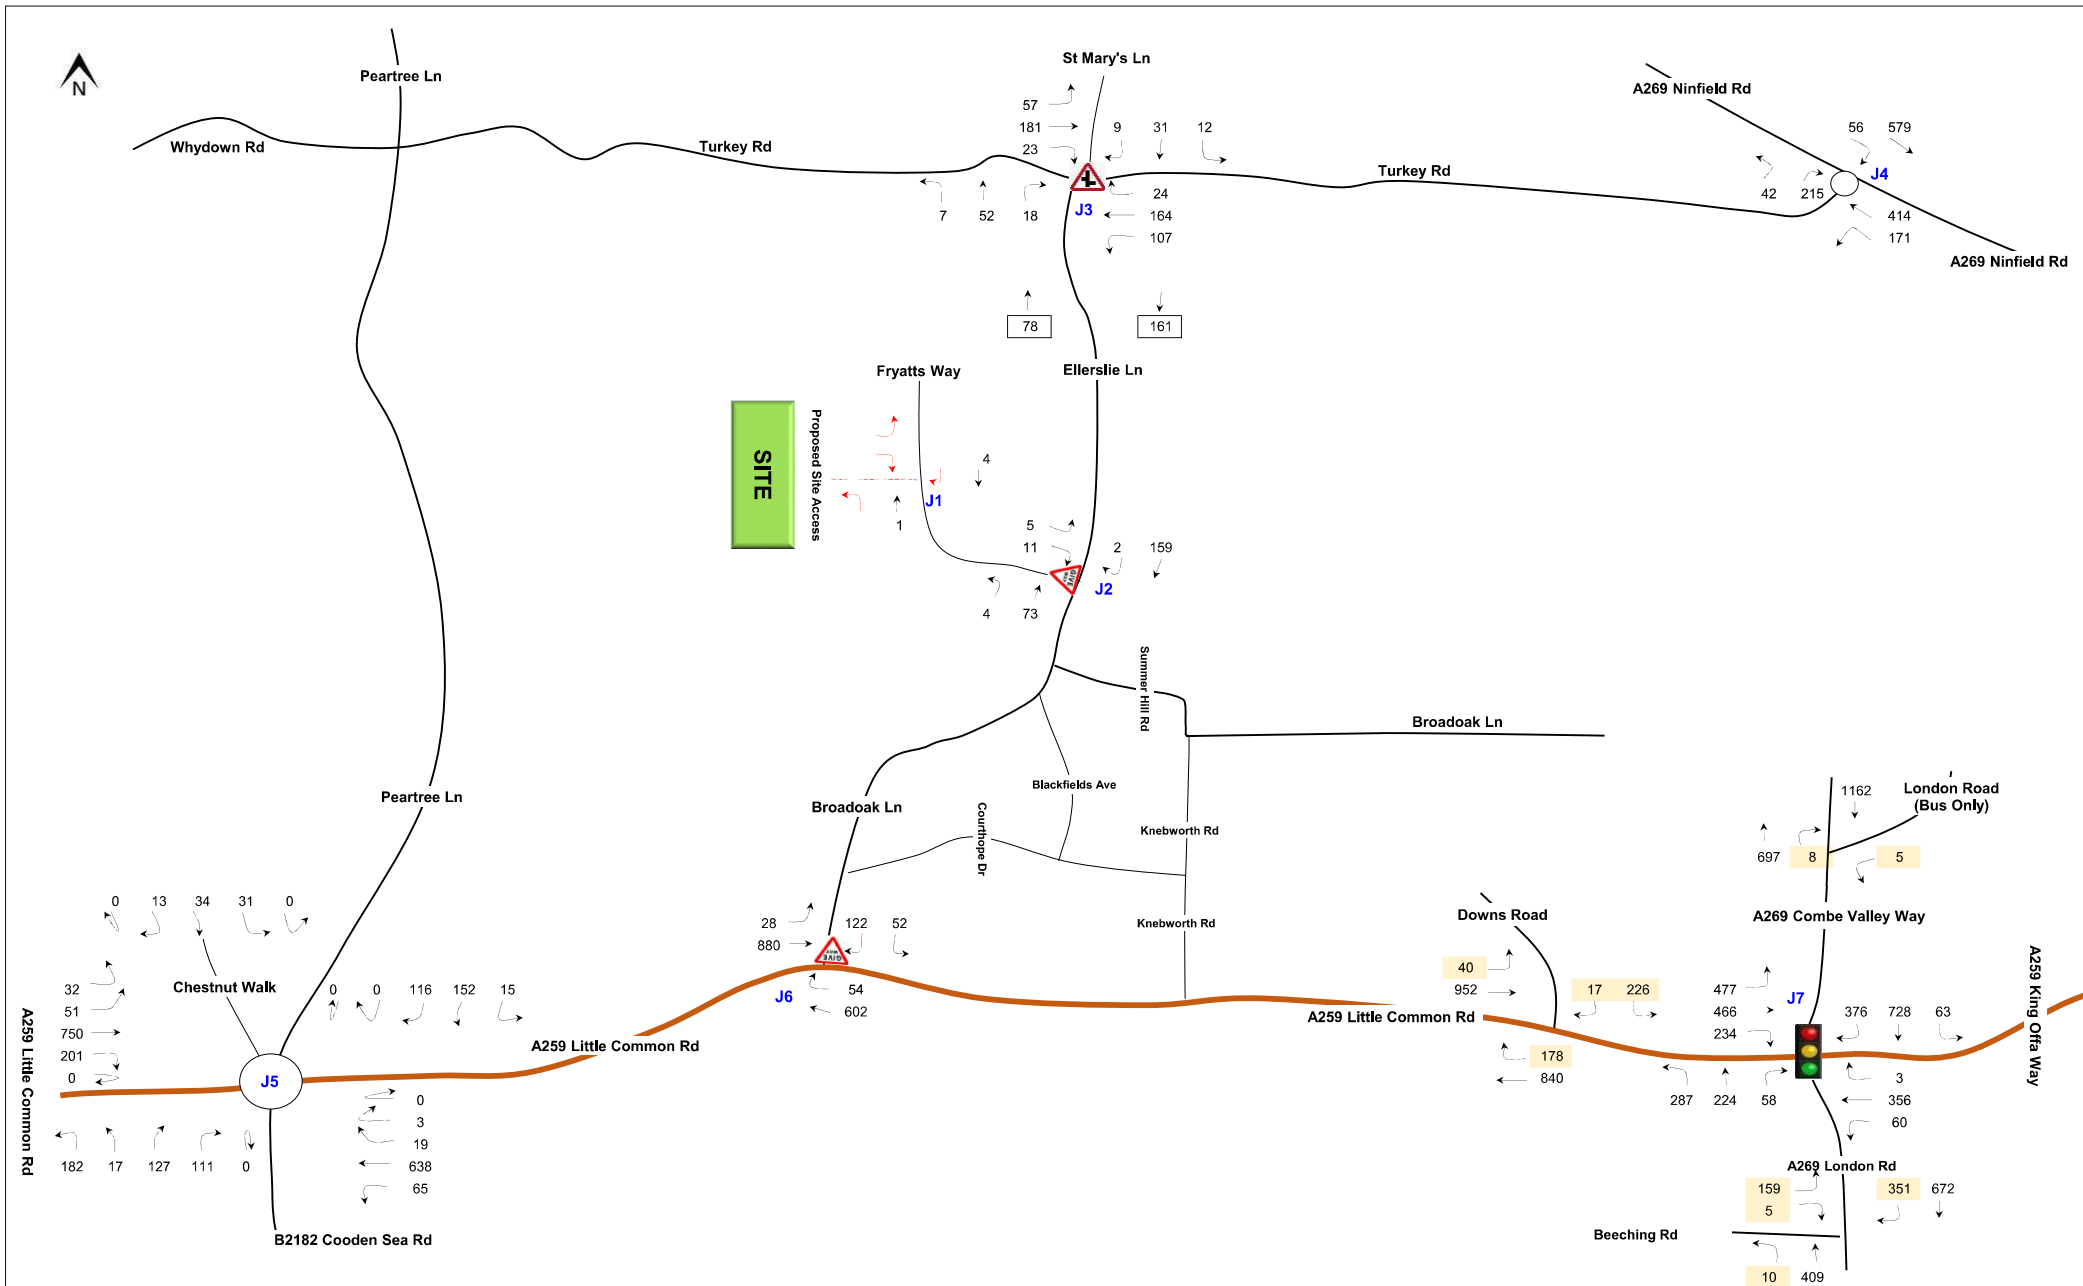 St Mary's Ln
Peartree Ln
A269 Ninfield Rd
N
57
181 9 31 12
23
56 579
Whydown Rd
Turkey Rd
Turkey Rd
J4
42 215
7 52 18
J3
24
164
107
414
171
A269 Ninfield Rd
78
161
Fryatts Way
Ellerslie Ln
SITE
Proposed Site Access
4
J1
1
5
11
2 159
GIVE WAY
J2
4 73
Summer Hill Rd
Broadoak Ln
Blackfields Ave
Peartree Ln
Broadoak Ln
Courthope Dr
Knebworth Rd
1162
London Road
(Bus Only)
697 8 5
0 13 34 31 0
28
880
122 52
GIVE WAY
Knebworth Rd
Downs Road
A269 Combe Valley Way
32
51
750
201
0
Chestnut Walk
0 0 116 152 15
J6
54
602
40
952
17 226
477
466
234
J7
376 728 63
A259 King Offa Way
A259 Little Common Rd
A259 Little Common Rd
A259 Little Common Rd
J5
178
840
287 224 58
3
356
60
0
3
19
638
65
182 17 127 111 0
A269 London Rd
159
5
351 672
B2182 Cooden Sea Rd
Beeching Rd
10 409